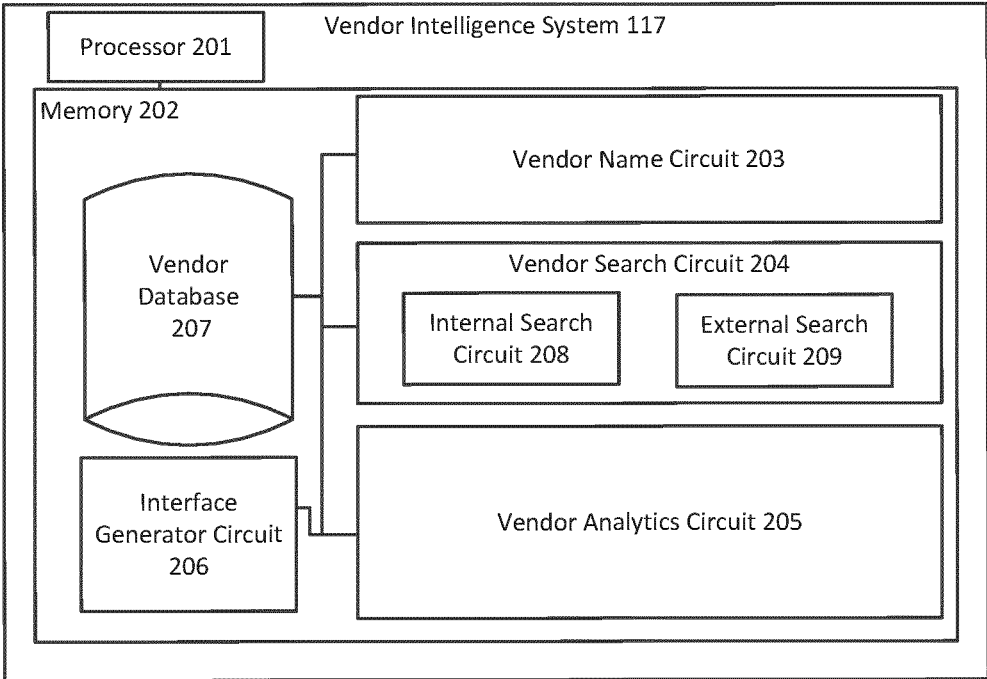 Vendor Intelligence System 117
Processor 201
Memory 202
Vendor Name Circuit 203
Vendor
Database
207
Vendor Search Circuit 204
Internal Search
Circuit 208
External Search
Circuit 209
Interface
Generator Circuit
206
Vendor Analytics Circuit 205